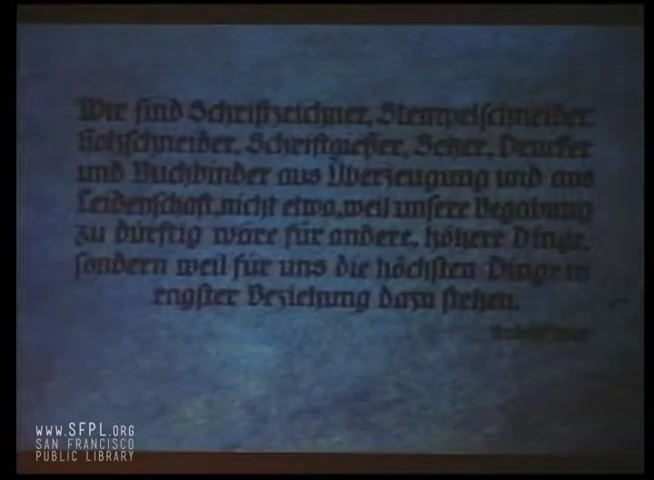 Wir sind Schriftzeichner, Stempelschneider,
Holzschneider, Schriftgießer, Setzer, Drucker
und Buchbinder aus Überzeugung und aus
Leidenschaft, nicht etwa, weil unsere Begabung
zu dürftig wäre für andere, höhere Dinge,
sondern weil für uns die höchsten Dinge in
engster Beziehung dazu stehen.
WWW.SFPL.ORG
SAN FRANCISCO
PUBLIC LIBRARY